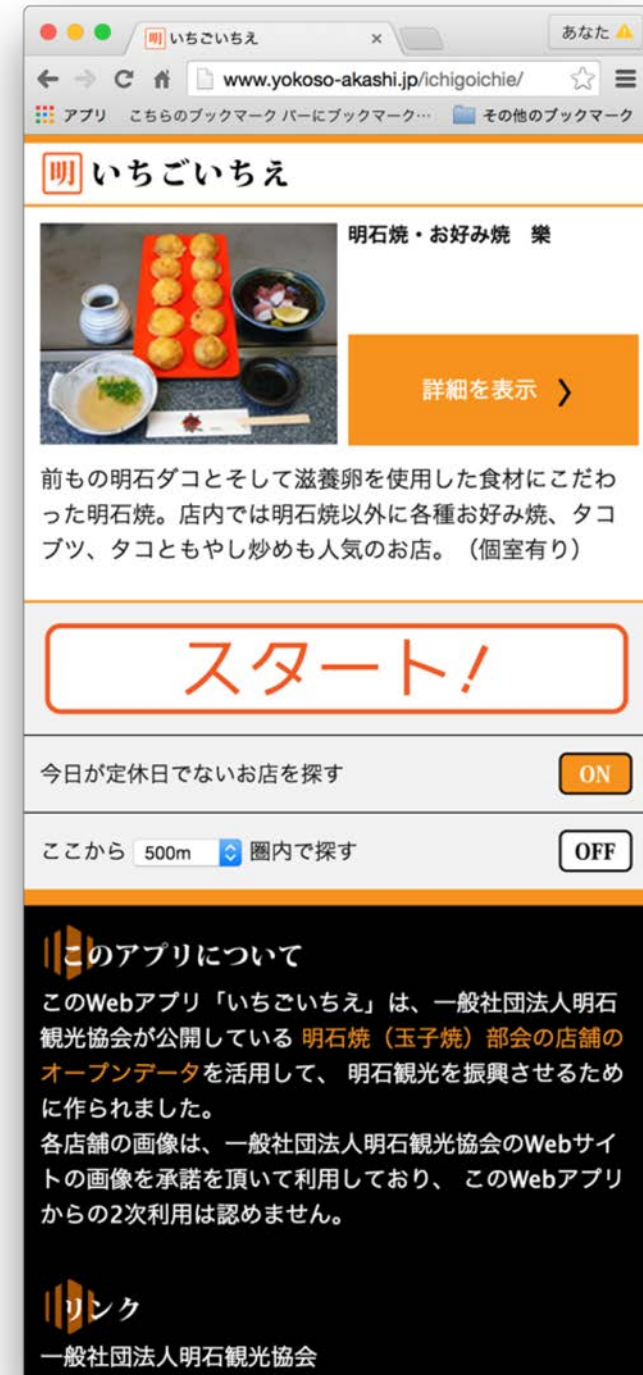 明 いちごいちえ ×
あなた
www.yokoso-akashi.jp/ichigoichie/
アプリ こちらのブックマーク バーにブックマーク… その他のブックマーク
明 いちごいちえ
明石焼・お好み焼 樂
詳細を表示 ❯
前もの明石ダコとそして滋養卵を使用した食材にこだわ
った明石焼。店内では明石焼以外に各種お好み焼、タコ
ブツ、タコともやし炒めも人気のお店。（個室有り）
スタート!
今日が定休日でないお店を探す ON
ここから 500m 圏内で探す OFF
このアプリについて
このWebアプリ「いちごいちえ」は、一般社団法人明石
観光協会が公開している 明石焼（玉子焼）部会の店舗の
オープンデータを活用して、 明石観光を振興させるため
に作られました。
各店舗の画像は、一般社団法人明石観光協会のWebサイ
トの画像を承諾を頂いて利用しており、 このWebアプリ
からの2次利用は認めません。
リンク
一般社団法人明石観光協会